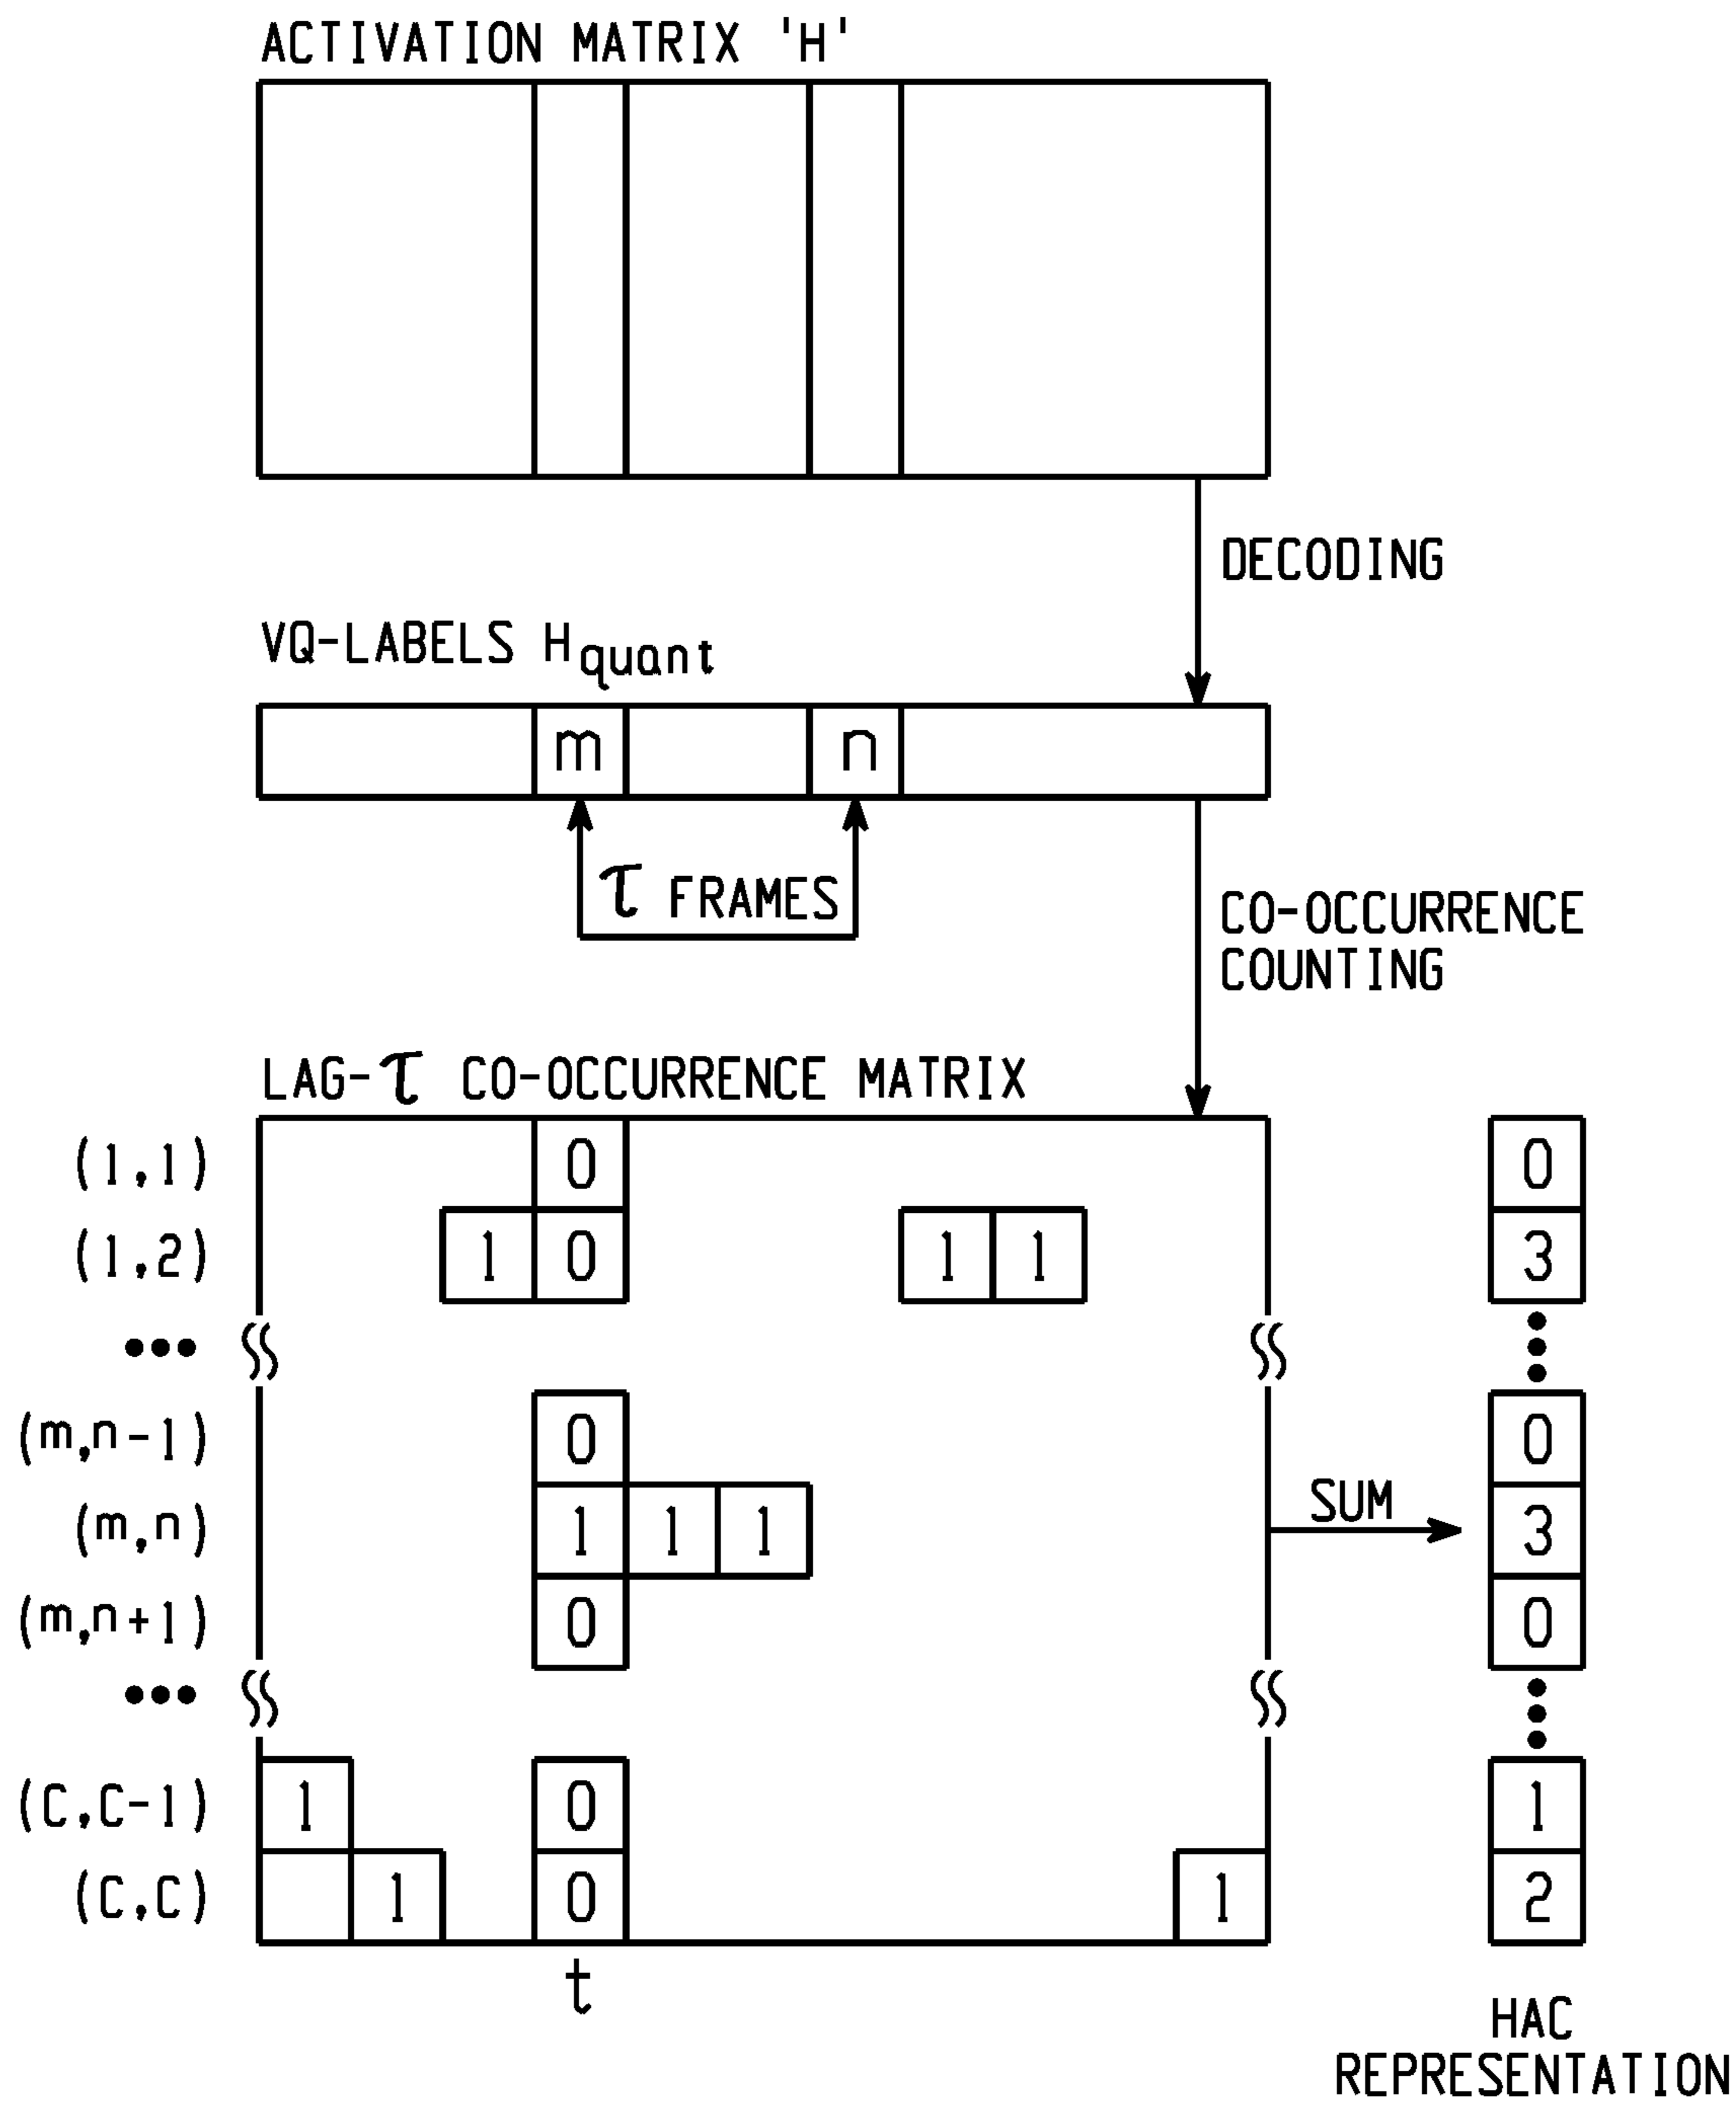 ACTIVATION MATRIX 'H'
DECODING
VQ-LABELS Hquant
m n
τ FRAMES
CO-OCCURRENCE
COUNTING
LAG-τ CO-OCCURRENCE MATRIX
(1,1) 0 0
(1,2) 1 0 1 1 3
•••
(m,n-1) 0 0
(m,n) 1 1 1 SUM 3
(m,n+1) 0 0
•••
(C,C-1) 1 0 1
(C,C) 1 0 1 2
t
HAC
REPRESENTATION